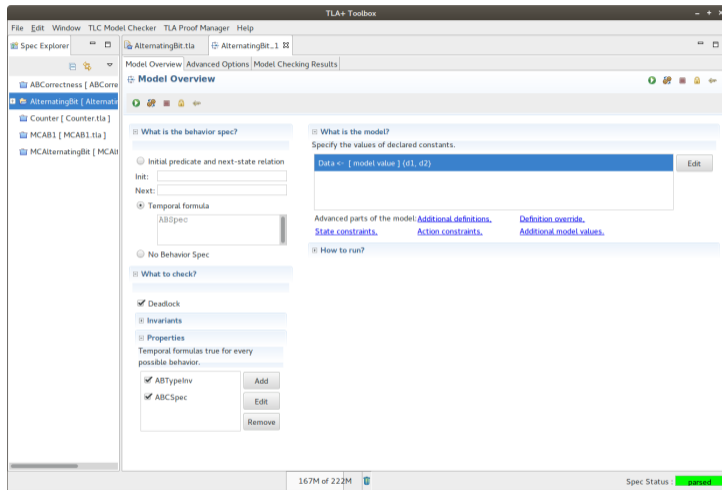 TLA+ Toolbox
File Edit Window TLC Model Checker TLA Proof Manager Help
Spec Explorer
AlternatingBit.tla
AlternatingBit_1
Model Overview Advanced Options Model Checking Results
Model Overview
ABCorrectness [ ABCorre
AlternatingBit [ Alternati
Counter [ Counter.tla ]
MCAB1 [ MCAB1.tla ]
MCAlternatingBit [ MCAlt
What is the behavior spec?
Initial predicate and next-state relation
Init:
Next:
Temporal formula
ABSpec
No Behavior Spec
What to check?
Deadlock
Invariants
Properties
Temporal formulas true for every
possible behavior.
ABTypeInv
ABCSpec
Add
Edit
Remove
What is the model?
Specify the values of declared constants.
Data <- [ model value ] {d1, d2}
Edit
Advanced parts of the model: Additional definitions, Definition override,
State constraints, Action constraints, Additional model values.
How to run?
167M of 222M
Spec Status : parsed